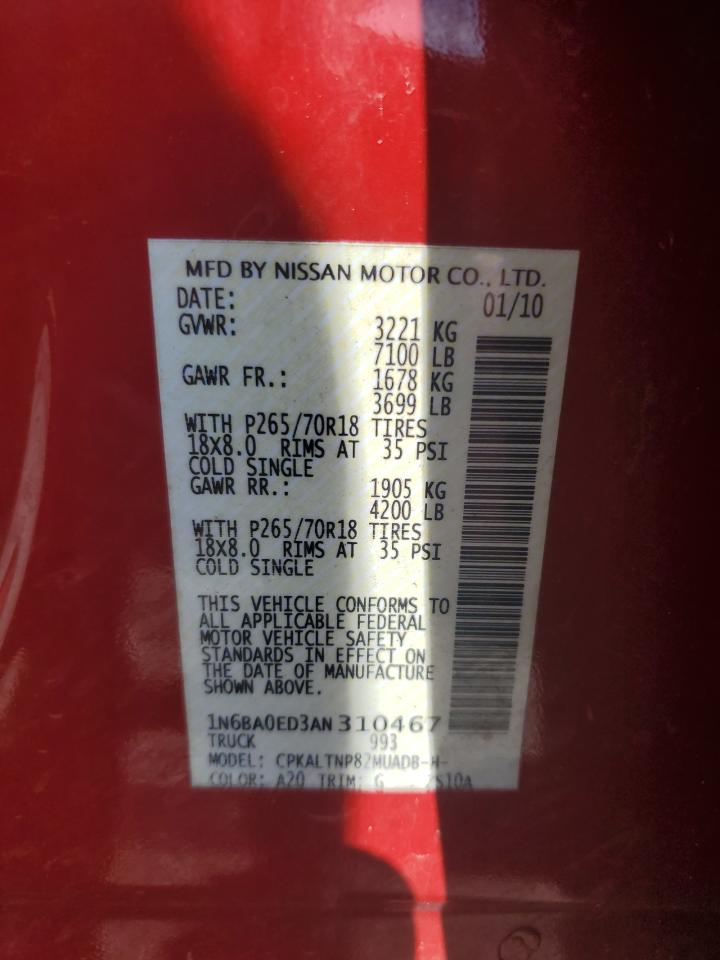 MFD BY NISSAN MOTOR CO., LTD.
DATE: 01/10
GVWR: 3221 KG
7100 LB
GAWR FR.: 1678 KG
3699 LB
WITH P265/70R18 TIRES
18X8.0 RIMS AT 35 PSI
COLD SINGLE
GAWR RR.: 1905 KG
4200 LB
WITH P265/70R18 TIRES
18X8.0 RIMS AT 35 PSI
COLD SINGLE
THIS VEHICLE CONFORMS TO
ALL APPLICABLE FEDERAL
MOTOR VEHICLE SAFETY
STANDARDS IN EFFECT ON
THE DATE OF MANUFACTURE
SHOWN ABOVE.
1N6BA0ED3AN 310467
TRUCK 993
MODEL: CPKALTNP82MUADB-H-
COLOR: A20 TRIM: G 2S10A